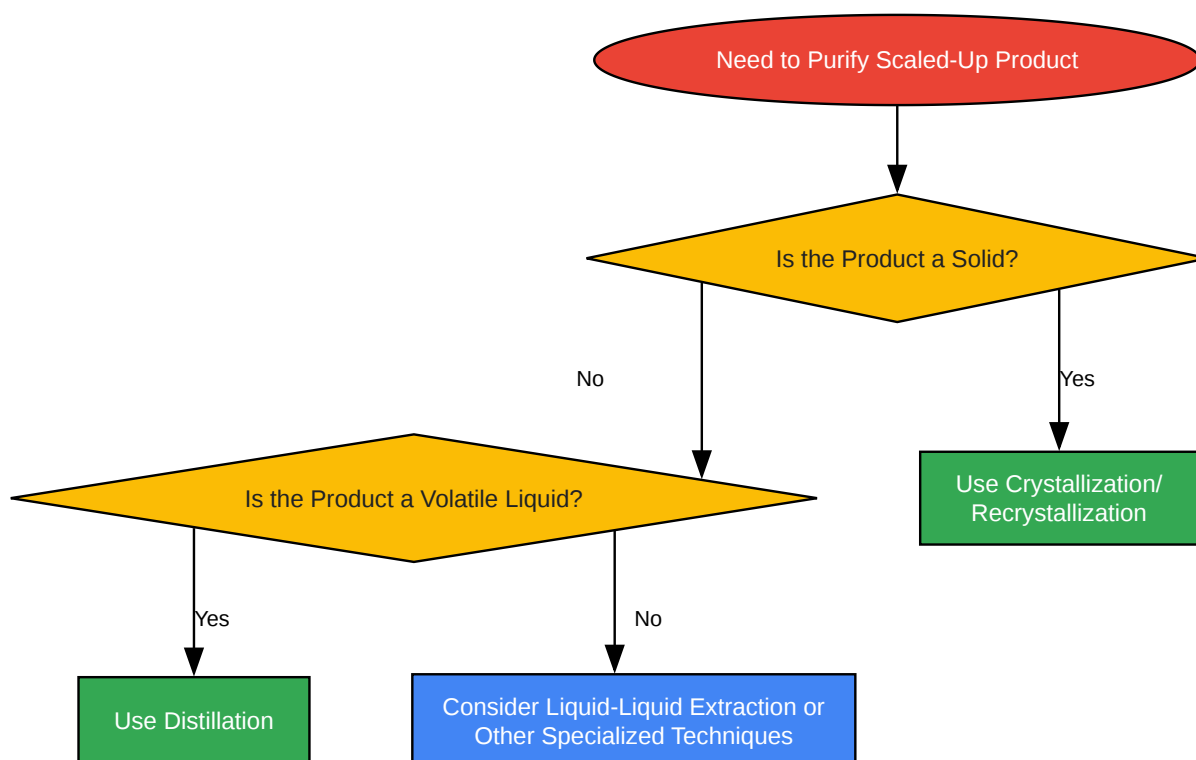 Need to Purify Scaled-Up Product
Is the Product a Solid?
No
Yes
Is the Product a Volatile Liquid?
Use Crystallization/
Recrystallization
Yes
No
Use Distillation
Consider Liquid-Liquid Extraction or
Other Specialized Techniques